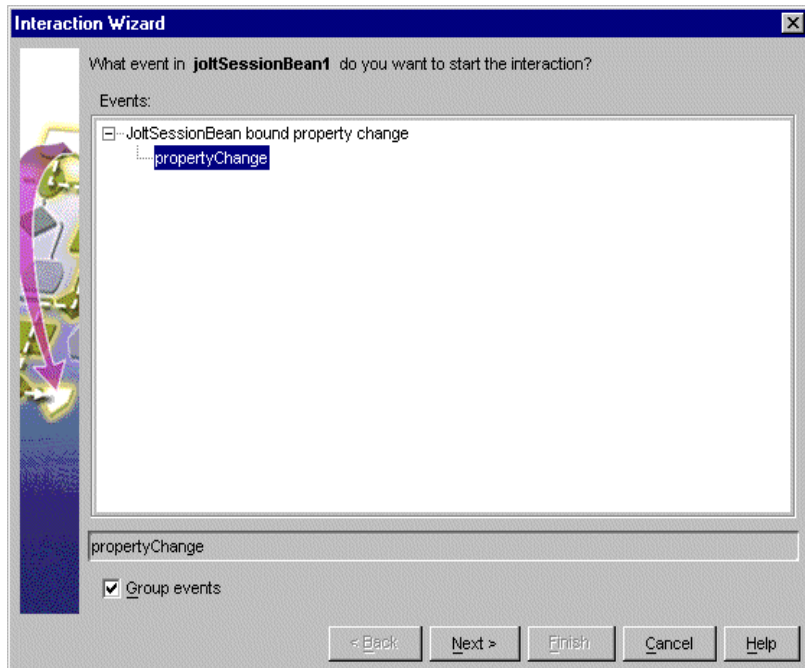 Interaction Wizard
What event in joltSessionBean1 do you want to start the interaction?
Events:
JoltSessionBean bound property change
propertyChange
propertyChange
Group events
< Back Next > Finish Cancel Help